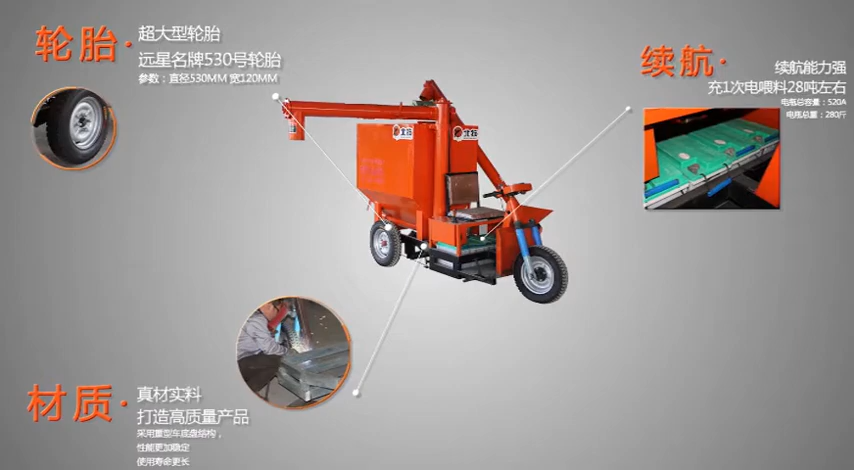 轮胎·
超大型轮胎
远星名牌530号轮胎
参数：直径530MM 宽120MM
续航·
续航能力强
充1次电喂料28吨左右
电瓶总容量：520A
电瓶总重：280斤
材质·
真材实料
打造高质量产品
采用重型车底盘结构，
性能更加稳定
使用寿命更长